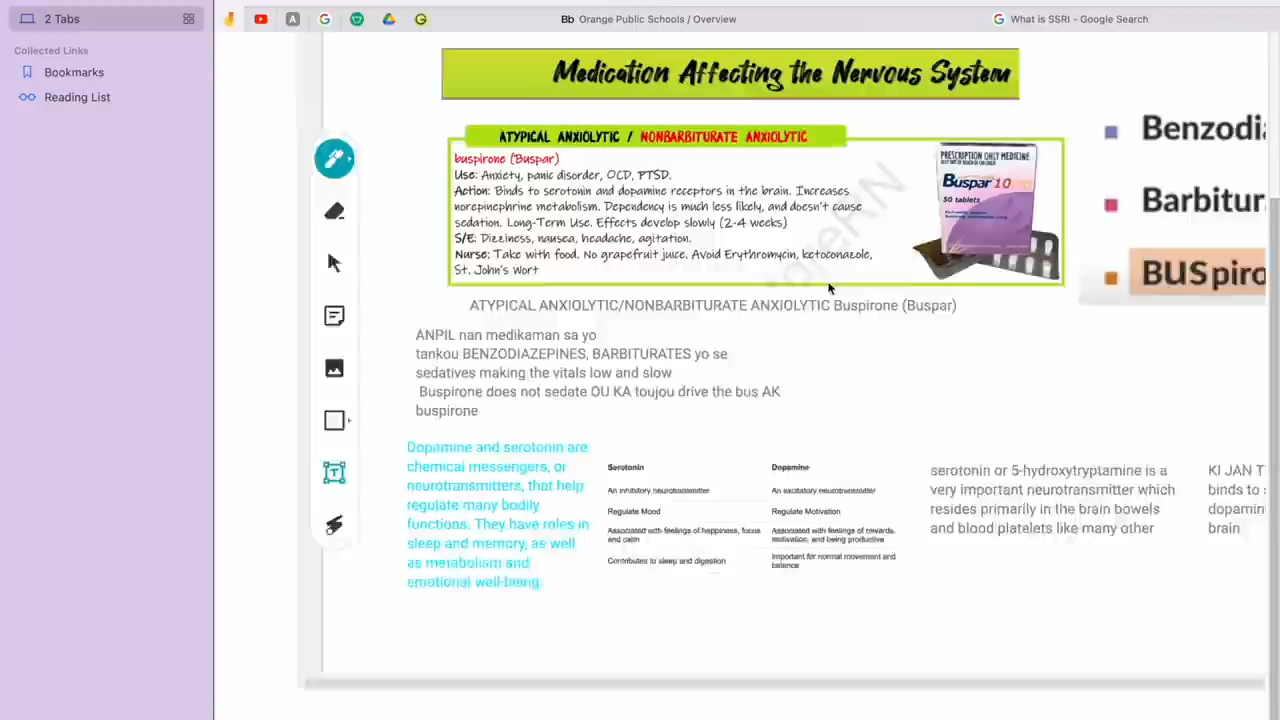 2 Tabs
Collected Links
Bookmarks
Reading List
Bb Orange Public Schools / Overview
What is SSRI - Google Search
Medication Affecting the Nervous System
ATYPICAL ANXIOLYTIC / NONBARBITURATE ANXIOLYTIC
buspirone (Buspar)
Use: Anxiety, panic disorder, OCD, PTSD.
Action: Binds to serotonin and dopamine receptors in the brain. Increases
norepinephrine metabolism. Dependency is much less likely, and doesn't cause
sedation. Long-Term Use. Effects develop slowly (2-4 weeks)
S/E: Dizziness, nausea, headache, agitation.
Nurse: Take with food. No grapefruit juice. Avoid Erythromycin, ketoconazole,
St. John's Wort
PRESCRIPTION ONLY MEDICINE
Buspar 10
50 tablets
ATYPICAL ANXIOLYTIC/NONBARBITURATE ANXIOLYTIC Buspirone (Buspar)
ANPIL nan medikaman sa yo
tankou BENZODIAZEPINES, BARBITURATES yo se
sedatives making the vitals low and slow
Buspirone does not sedate OU KA toujou drive the bus AK
buspirone
Benzodi
Barbitur
BUSpiro
Dopamine and serotonin are
chemical messengers, or
neurotransmitters, that help
regulate many bodily
functions. They have roles in
sleep and memory, as well
as metabolism and
emotional well-being.
Serotonin Dopamine
An inhibitory neurotransmitter An excitatory neurotransmitter
Regulate Mood Regulate Motivation
Associated with feelings of happiness, focus
and calm
Associated with feelings of rewards,
motivation, and being productive
Contributes to sleep and digestion
Important for normal movement and
balance
serotonin or 5-hydroxytryptamine is a
very important neurotransmitter which
resides primarily in the brain bowels
and blood platelets like many other
KI JAN T
binds to
dopamin
brain